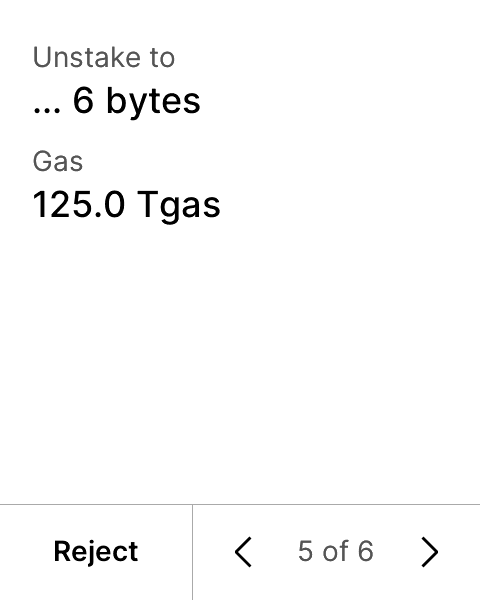 Unstake to
... 6 bytes
Gas
125.0 Tgas
Reject
5 of 6